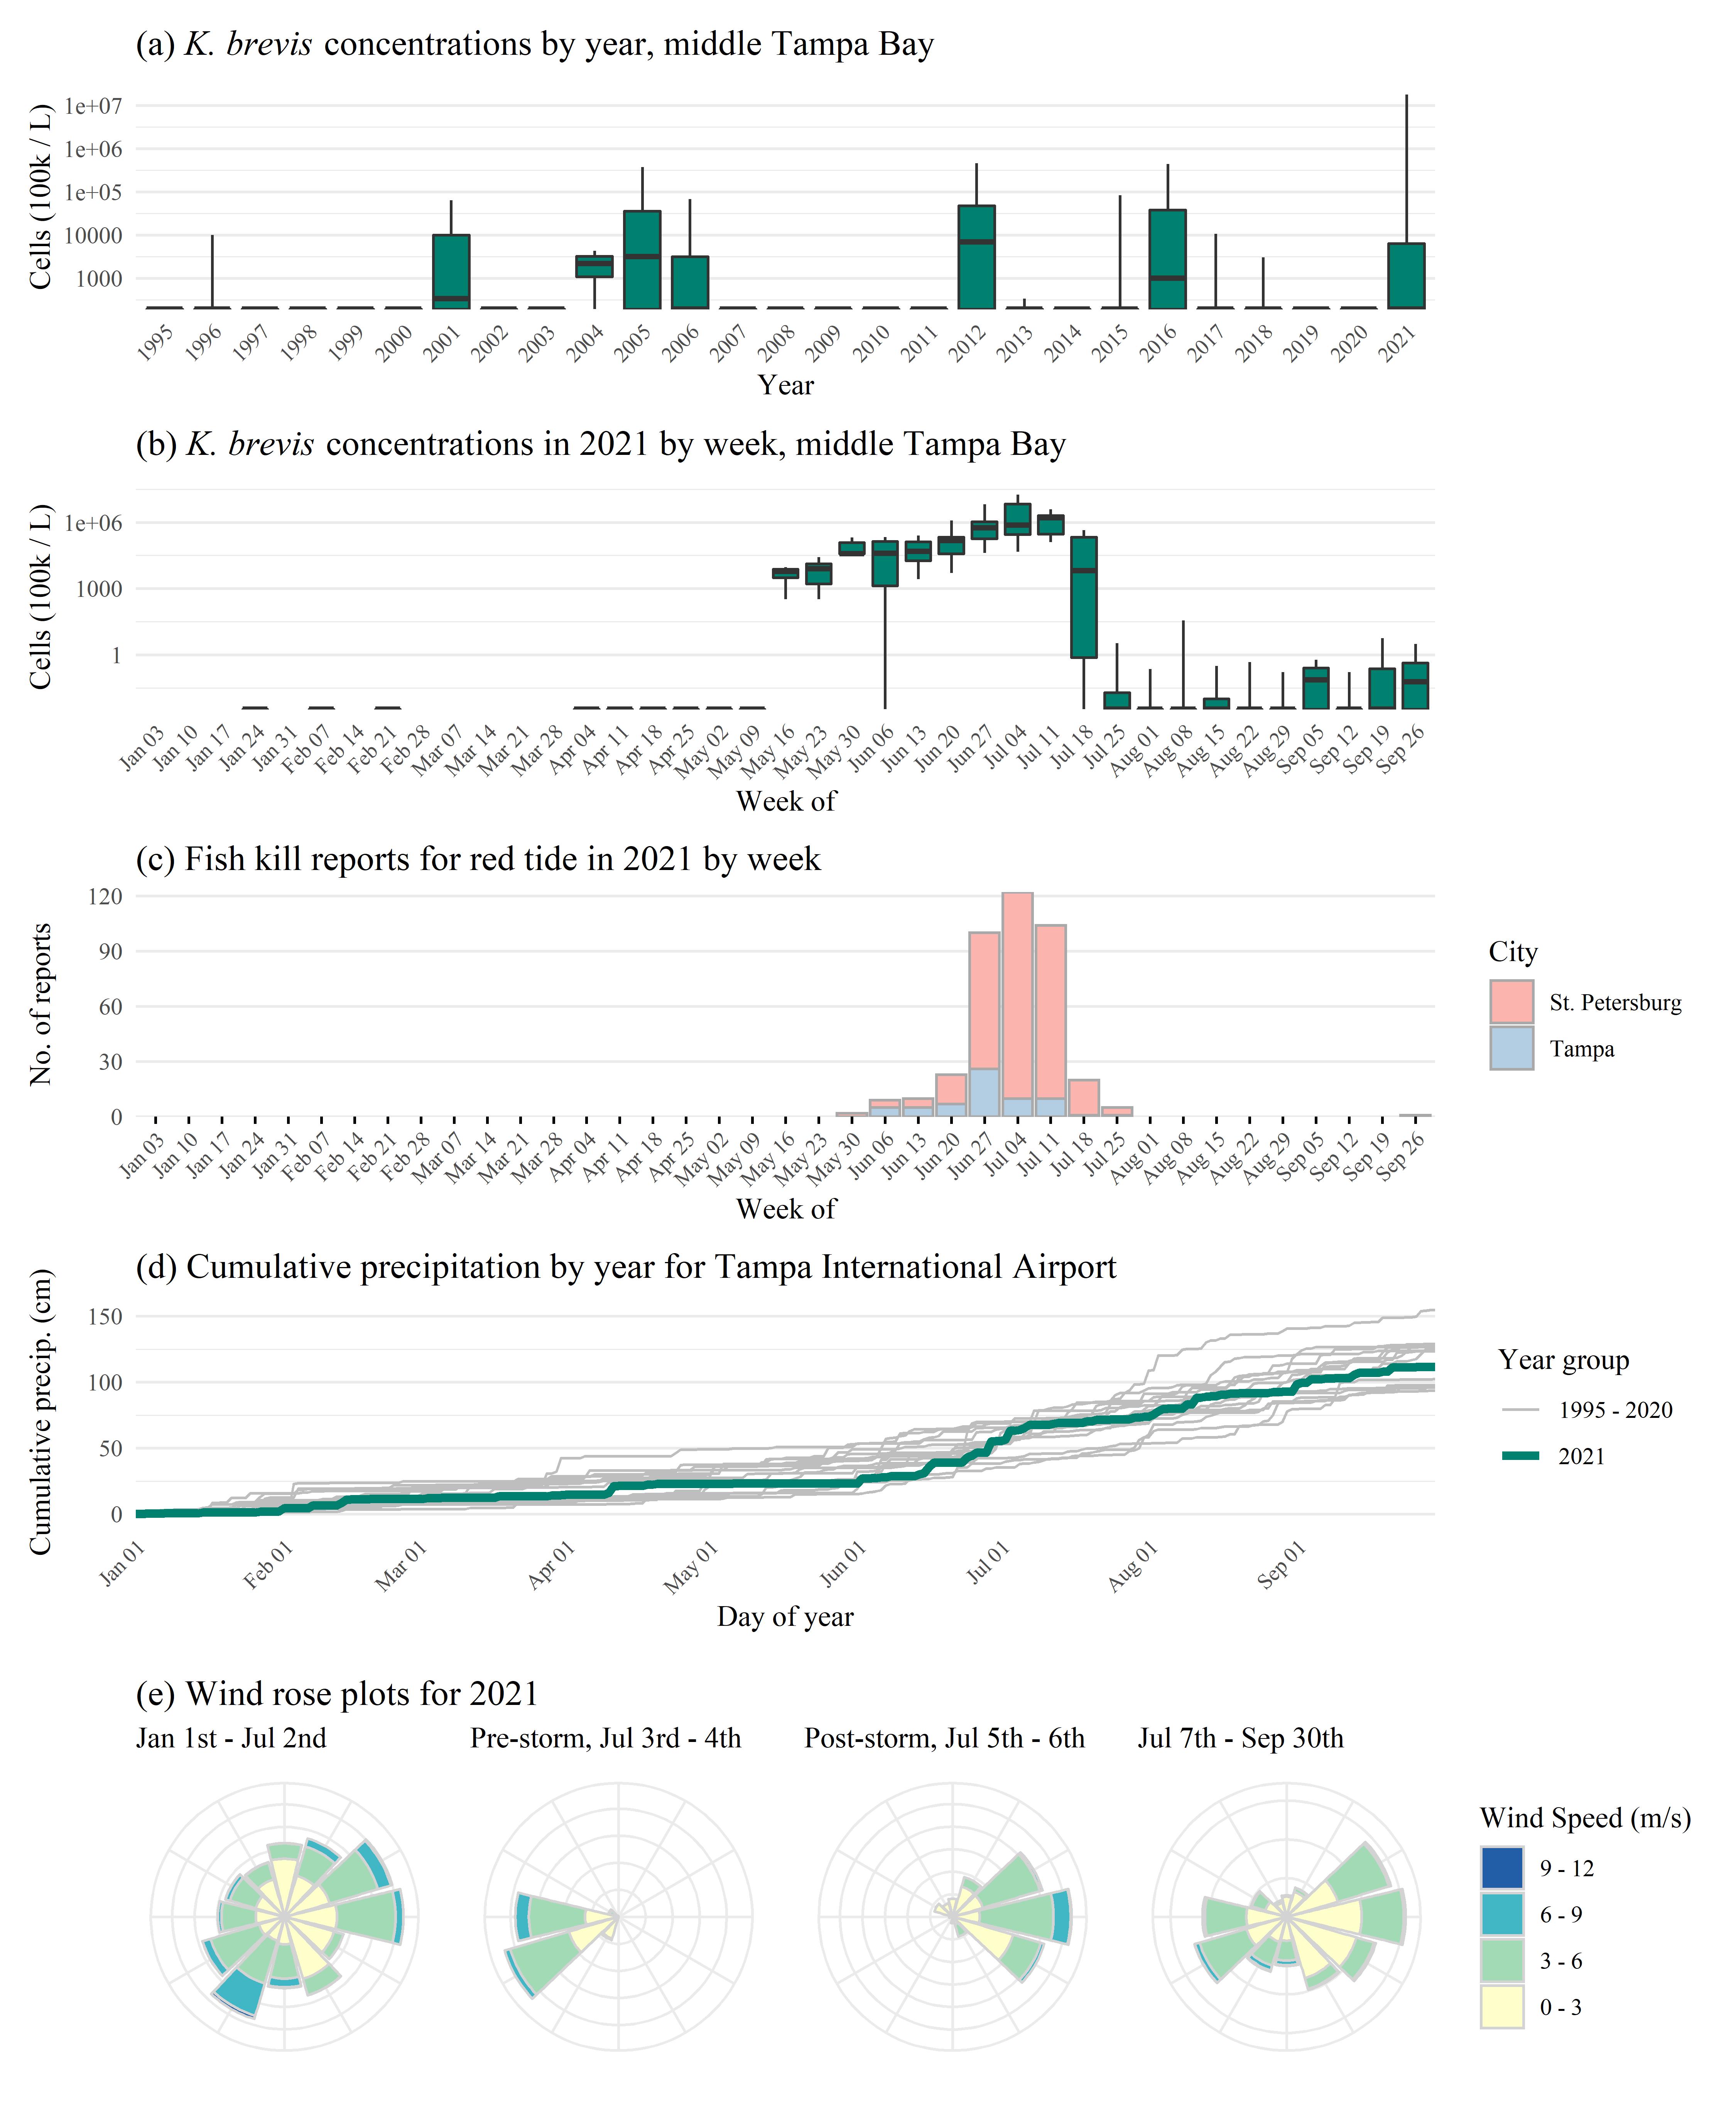 (a) K. brevis concentrations by year, middle Tampa Bay
Cells (100k / L)
1e+07
1e+06
1e+05
10000
1000
1995 1996 1997 1998 1999 2000 2001 2002 2003 2004 2005 2006 2007 2008 2009 2010 2011 2012 2013 2014 2015 2016 2017 2018 2019 2020 2021
Year
(b) K. brevis concentrations in 2021 by week, middle Tampa Bay
Cells (100k / L)
1e+06
1000
1
Jan 03 Jan 10 Jan 17 Jan 24 Jan 31 Feb 07 Feb 14 Feb 21 Feb 28 Mar 07 Mar 14 Mar 21 Mar 28 Apr 04 Apr 11 Apr 18 Apr 25 May 02 May 09 May 16 May 23 May 30 Jun 06 Jun 13 Jun 20 Jun 27 Jul 04 Jul 11 Jul 18 Jul 25 Aug 01 Aug 08 Aug 15 Aug 22 Aug 29 Sep 05 Sep 12 Sep 19 Sep 26
Week of
(c) Fish kill reports for red tide in 2021 by week
No. of reports
120
90
60
30
0
Jan 03 Jan 10 Jan 17 Jan 24 Jan 31 Feb 07 Feb 14 Feb 21 Feb 28 Mar 07 Mar 14 Mar 21 Mar 28 Apr 04 Apr 11 Apr 18 Apr 25 May 02 May 09 May 16 May 23 May 30 Jun 06 Jun 13 Jun 20 Jun 27 Jul 04 Jul 11 Jul 18 Jul 25 Aug 01 Aug 08 Aug 15 Aug 22 Aug 29 Sep 05 Sep 12 Sep 19 Sep 26
Week of
City
St. Petersburg
Tampa
(d) Cumulative precipitation by year for Tampa International Airport
Cumulative precip. (cm)
150
100
50
0
Jan 01 Feb 01 Mar 01 Apr 01 May 01 Jun 01 Jul 01 Aug 01 Sep 01
Day of year
Year group
1995 - 2020
2021
(e) Wind rose plots for 2021
Jan 1st - Jul 2nd
Pre-storm, Jul 3rd - 4th
Post-storm, Jul 5th - 6th
Jul 7th - Sep 30th
Wind Speed (m/s)
9 - 12
6 - 9
3 - 6
0 - 3